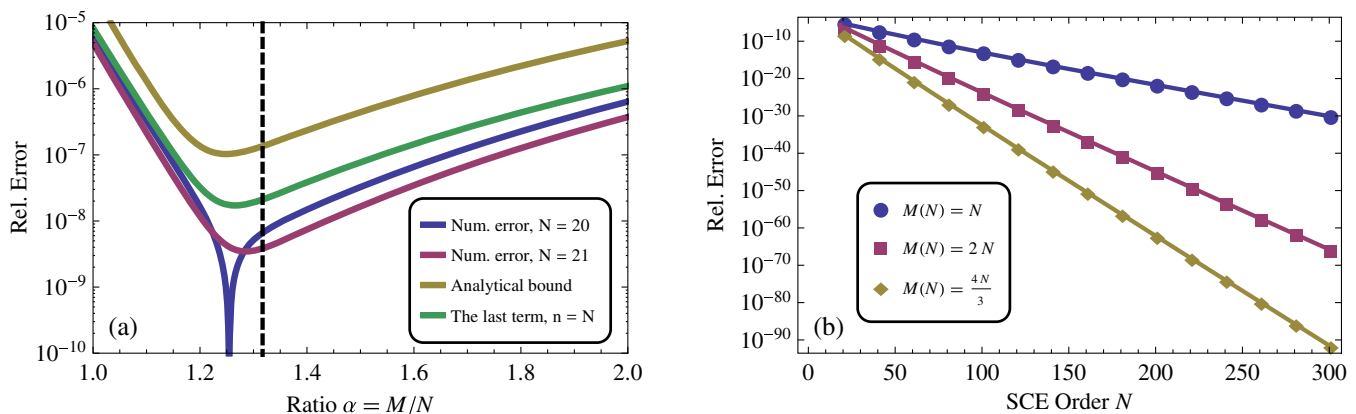 10^-5
10^-6
10^-7
10^-8
10^-9
10^-10
Rel. Error
(a)
Num. error, N = 20
Num. error, N = 21
Analytical bound
The last term, n = N
1.0 1.2 1.4 1.6 1.8 2.0
Ratio α = M/N
10^-10
10^-20
10^-30
10^-40
10^-50
10^-60
10^-70
10^-80
10^-90
Rel. Error
M(N) = N
M(N) = 2 N
M(N) = 4 N/3
(b)
0 50 100 150 200 250 300
SCE Order N